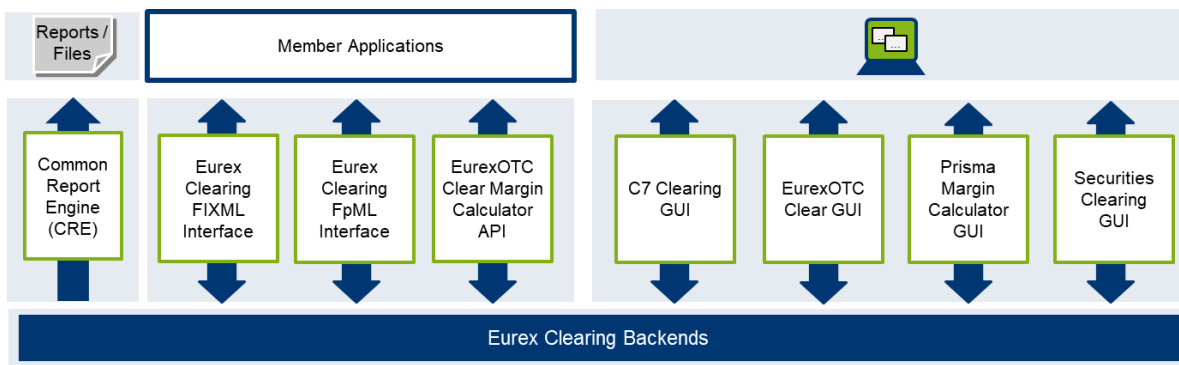 Reports /
Files
Member Applications
...
...
Common
Report
Engine
(CRE)
Eurex
Clearing
FIXML
Interface
Eurex
Clearing
FpML
Interface
EurexOTC
Clear Margin
Calculator
API
C7 Clearing
GUI
EurexOTC
Clear GUI
Prisma
Margin
Calculator
GUI
Securities
Clearing
GUI
Eurex Clearing Backends